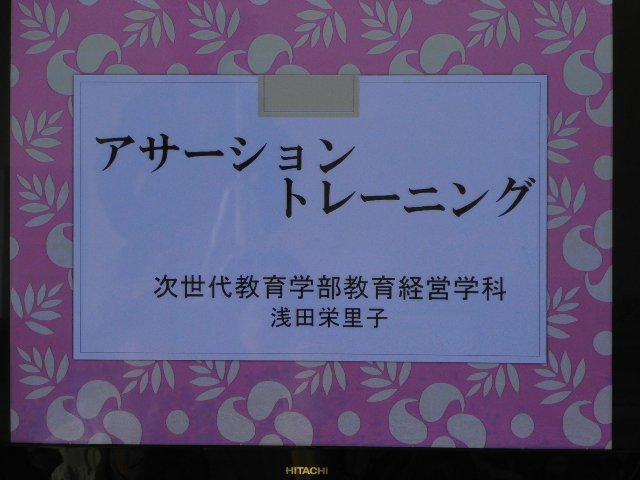 アサーション
トレーニング
次世代教育学部教育経営学科
浅田栄里子
HITACHI